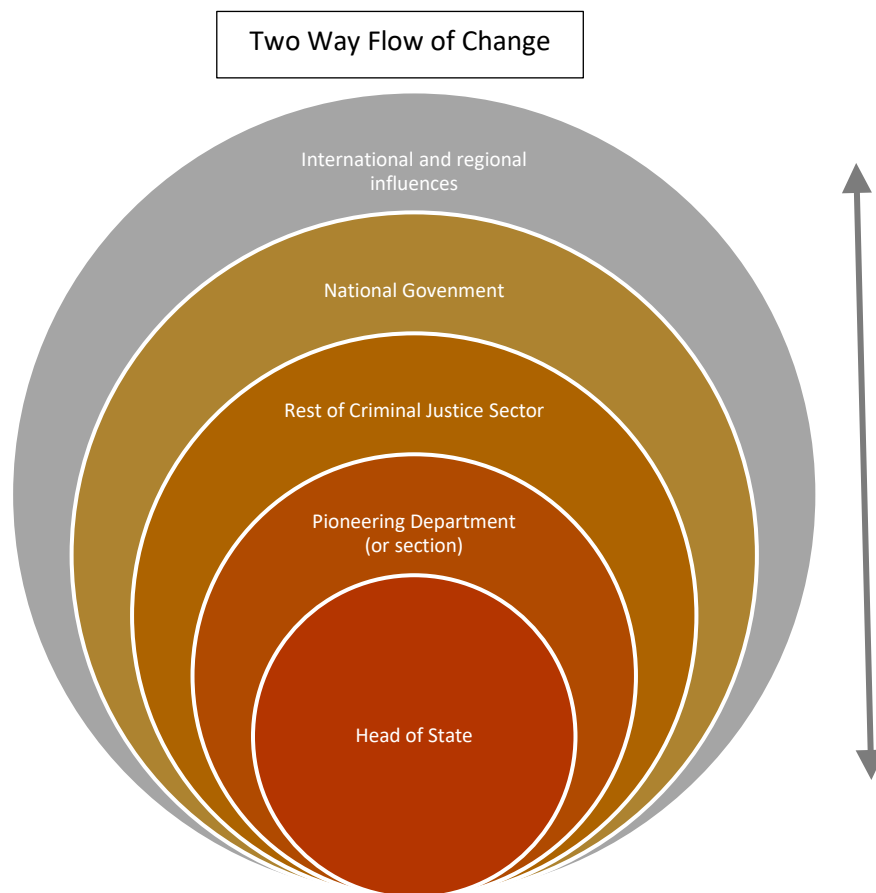 Two Way Flow of Change
International and regional
influences
National Govenment
Rest of Criminal Justice Sector
Pioneering Department
(or section)
Head of State